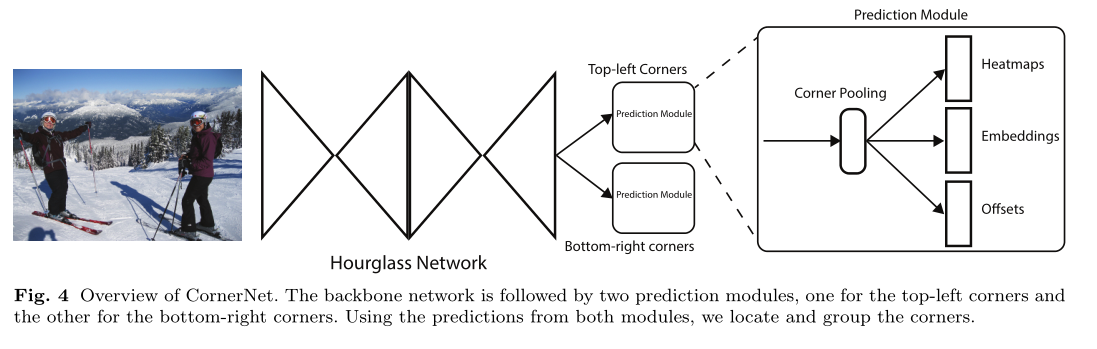 Prediction Module
Top-left Corners
Heatmaps
Corner Pooling
Prediction Module
Embeddings
Prediction Module
Offsets
Bottom-right corners
Hourglass Network
Fig. 4 Overview of CornerNet. The backbone network is followed by two prediction modules, one for the top-left corners and
the other for the bottom-right corners. Using the predictions from both modules, we locate and group the corners.